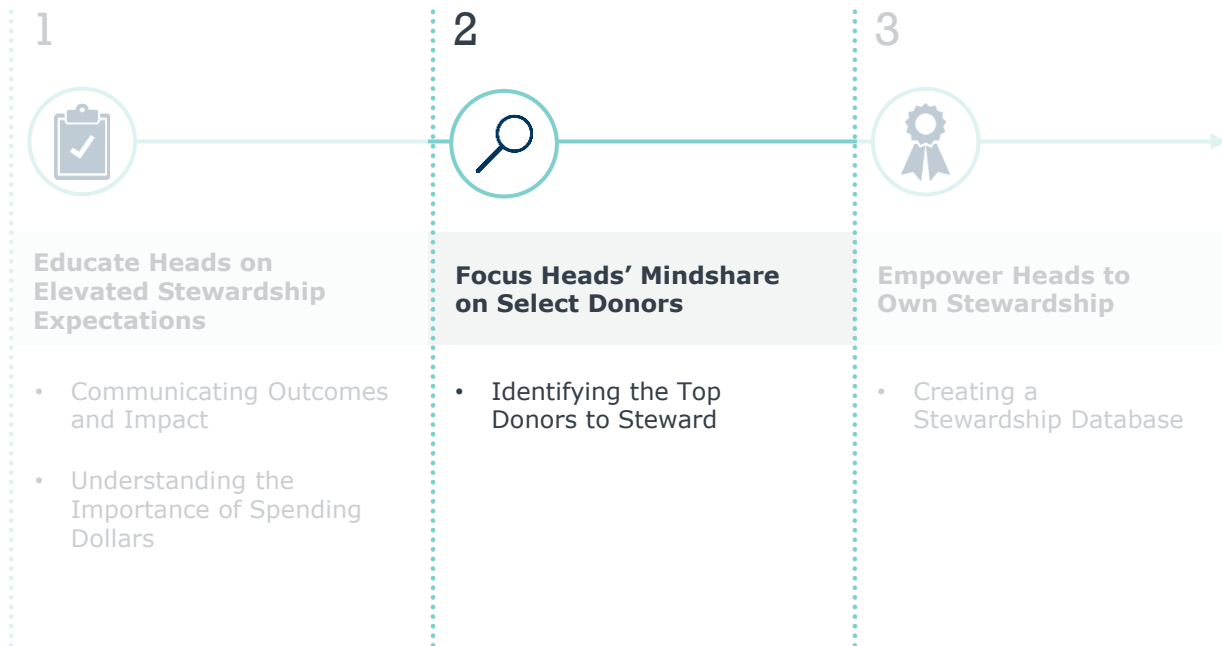 1
Educate Heads on
Elevated Stewardship
Expectations
• Communicating Outcomes
and Impact
• Understanding the
Importance of Spending
Dollars
2
Focus Heads’ Mindshare
on Select Donors
• Identifying the Top
Donors to Steward
3
Empower Heads to
Own Stewardship
• Creating a
Stewardship Database